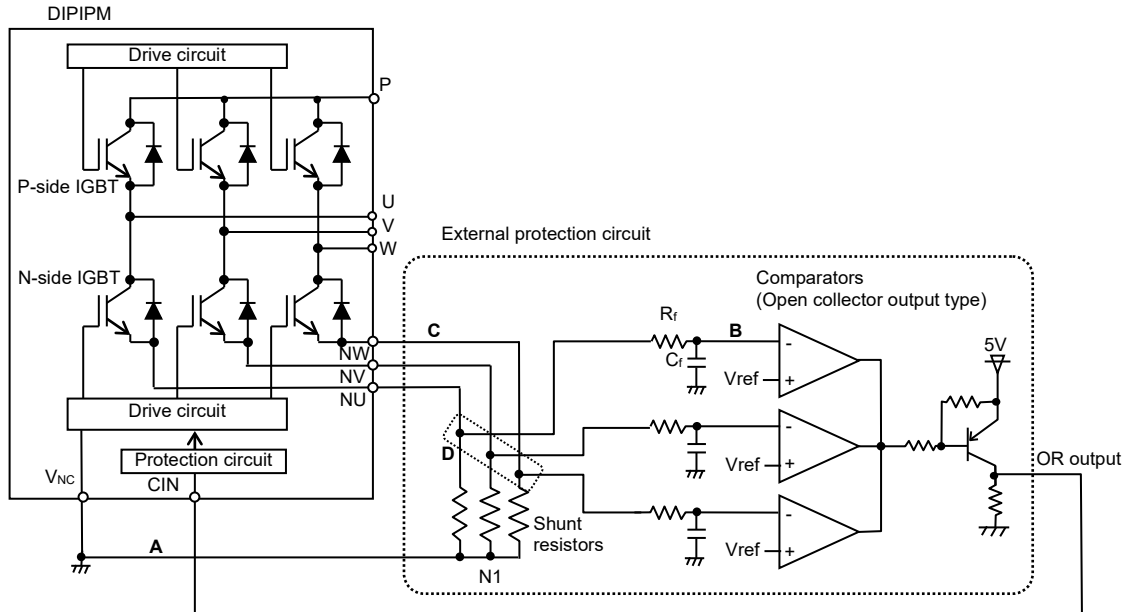 DIPIPM
Drive circuit
P
P-side IGBT
U
V
W
External protection circuit
N-side IGBT
Comparators
(Open collector output type)
C
Rf
B
5V
Cf
-
Vref
+
NW
NV
NU
Drive circuit
-
Vref
+
D
Protection circuit
OR output
VNC
CIN
-
Vref
+
Shunt
resistors
A
N1